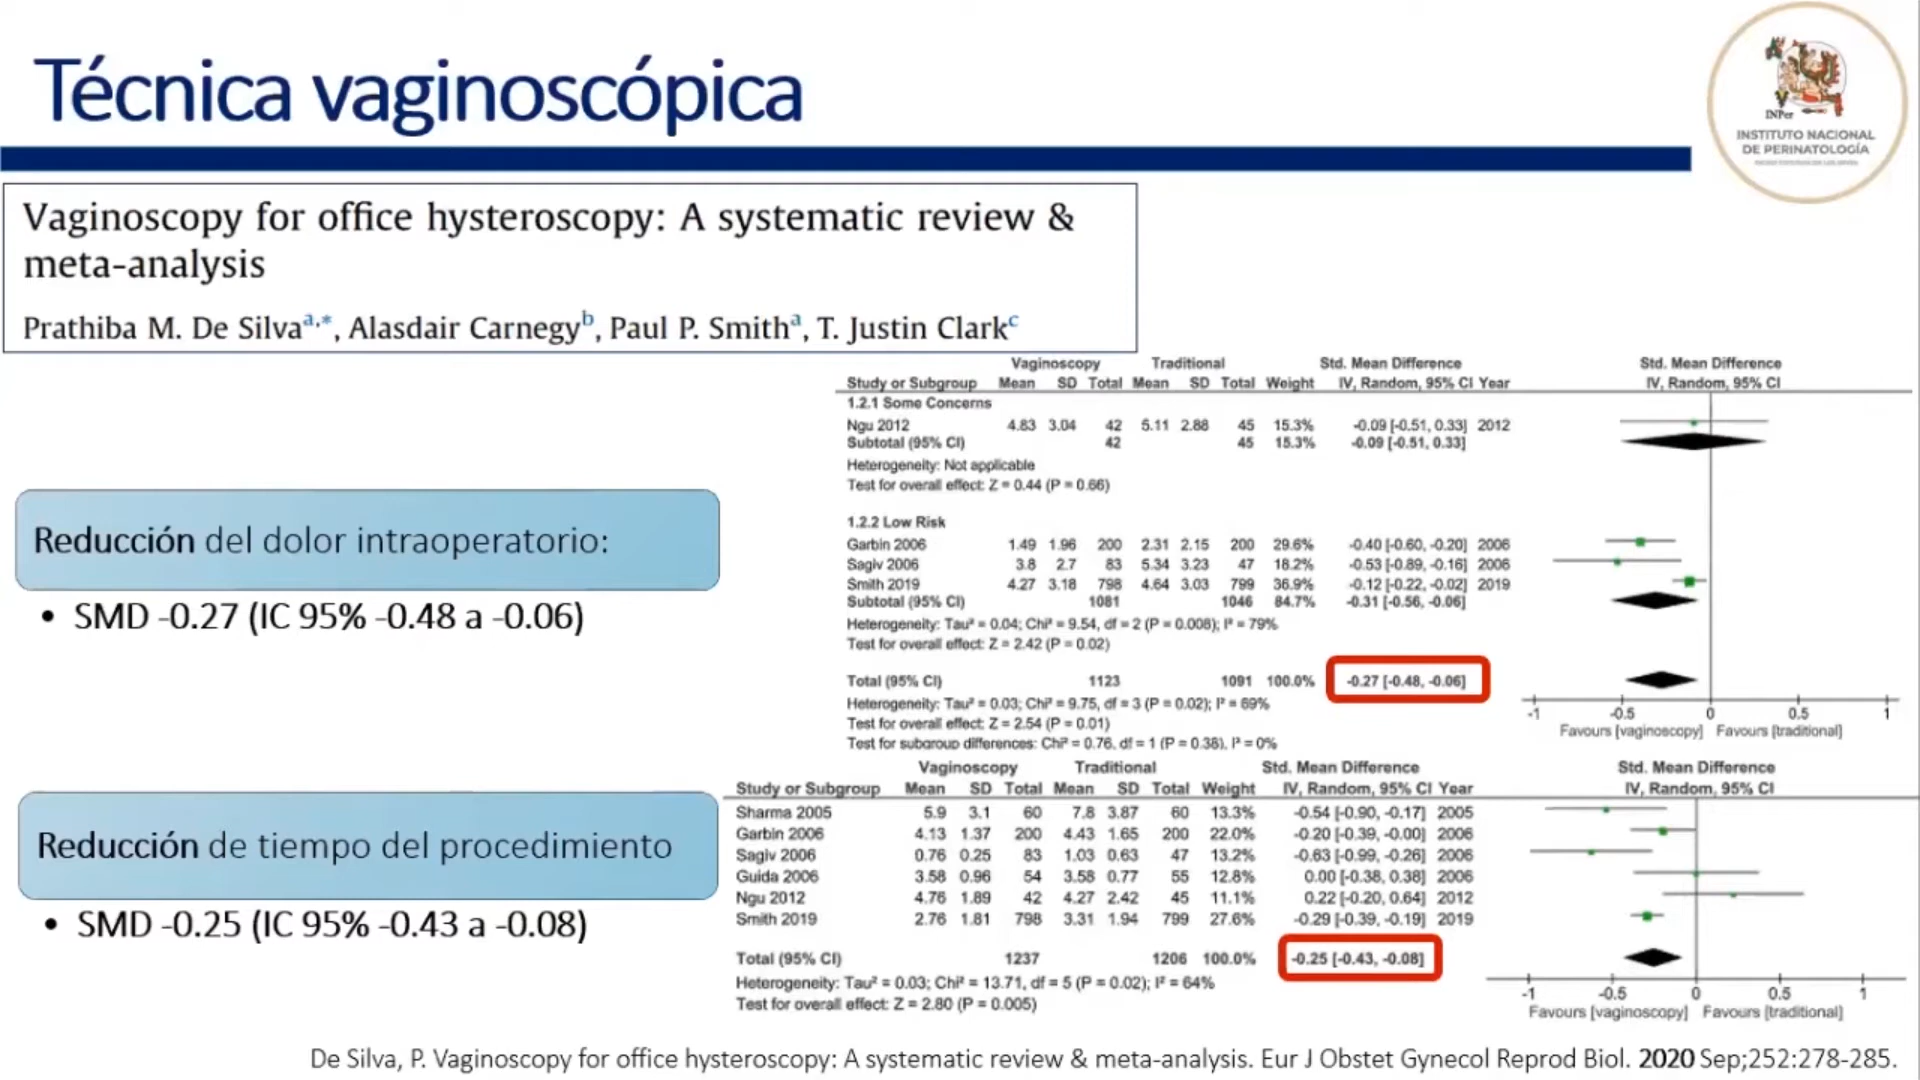 Técnica vaginoscópica
INPer
INSTITUTO NACIONAL
DE PERINATOLOGÍA
Vaginoscopy for office hysteroscopy: A systematic review &
meta-analysis
Prathiba M. De Silva a,*, Alasdair Carnegy b, Paul P. Smith a, T. Justin Clark c
Reducción del dolor intraoperatorio:
• SMD -0.27 (IC 95% -0.48 a -0.06)
Vaginoscopy Traditional Std. Mean Difference Std. Mean Difference
Study or Subgroup Mean SD Total Mean SD Total Weight IV, Random, 95% CI Year IV, Random, 95% CI
1.2.1 Some Concerns
Ngu 2012 4.83 3.04 42 5.11 2.88 45 15.3% -0.09 [-0.51, 0.33] 2012
Subtotal (95% CI) 42 45 15.3% -0.09 [-0.51, 0.33]
Heterogeneity: Not applicable
Test for overall effect: Z = 0.44 (P = 0.66)
1.2.2 Low Risk
Garbin 2006 1.49 1.96 200 2.31 2.15 200 29.6% -0.40 [-0.60, -0.20] 2006
Sagiv 2006 3.8 2.7 83 5.34 3.23 47 18.2% -0.53 [-0.89, -0.16] 2006
Smith 2019 4.27 3.18 798 4.64 3.03 799 36.9% -0.12 [-0.22, -0.02] 2019
Subtotal (95% CI) 1081 1046 84.7% -0.31 [-0.56, -0.06]
Heterogeneity: Tau² = 0.04; Chi² = 9.54, df = 2 (P = 0.008); I² = 79%
Test for overall effect: Z = 2.42 (P = 0.02)
Total (95% CI) 1123 1091 100.0% -0.27 [-0.48, -0.06]
Heterogeneity: Tau² = 0.03; Chi² = 9.75, df = 3 (P = 0.02); I² = 69%
Test for overall effect: Z = 2.54 (P = 0.01)
Test for subgroup differences: Chi² = 0.76, df = 1 (P = 0.38), I² = 0%
-1 -0.5 0 0.5 1
Favours [vaginoscopy] Favours [traditional]
Reducción de tiempo del procedimiento
• SMD -0.25 (IC 95% -0.43 a -0.08)
Vaginoscopy Traditional Std. Mean Difference Std. Mean Difference
Study or Subgroup Mean SD Total Mean SD Total Weight IV, Random, 95% CI Year IV, Random, 95% CI
Sharma 2005 5.9 3.1 60 7.8 3.87 60 13.3% -0.54 [-0.90, -0.17] 2005
Garbin 2006 4.13 1.37 200 4.43 1.65 200 22.0% -0.20 [-0.39, -0.00] 2006
Sagiv 2006 0.76 0.25 83 1.03 0.63 47 13.2% -0.63 [-0.99, -0.26] 2006
Guida 2006 3.58 0.96 54 3.58 0.77 55 12.8% 0.00 [-0.38, 0.38] 2006
Ngu 2012 4.76 1.89 42 4.27 2.42 45 11.1% 0.22 [-0.20, 0.64] 2012
Smith 2019 2.76 1.81 798 3.31 1.94 799 27.6% -0.29 [-0.39, -0.19] 2019
Total (95% CI) 1237 1206 100.0% -0.25 [-0.43, -0.08]
Heterogeneity: Tau² = 0.03; Chi² = 13.71, df = 5 (P = 0.02); I² = 64%
Test for overall effect: Z = 2.80 (P = 0.005)
-1 -0.5 0 0.5 1
Favours [vaginoscopy] Favours [traditional]
De Silva, P. Vaginoscopy for office hysteroscopy: A systematic review & meta-analysis. Eur J Obstet Gynecol Reprod Biol. 2020 Sep;252:278-285.